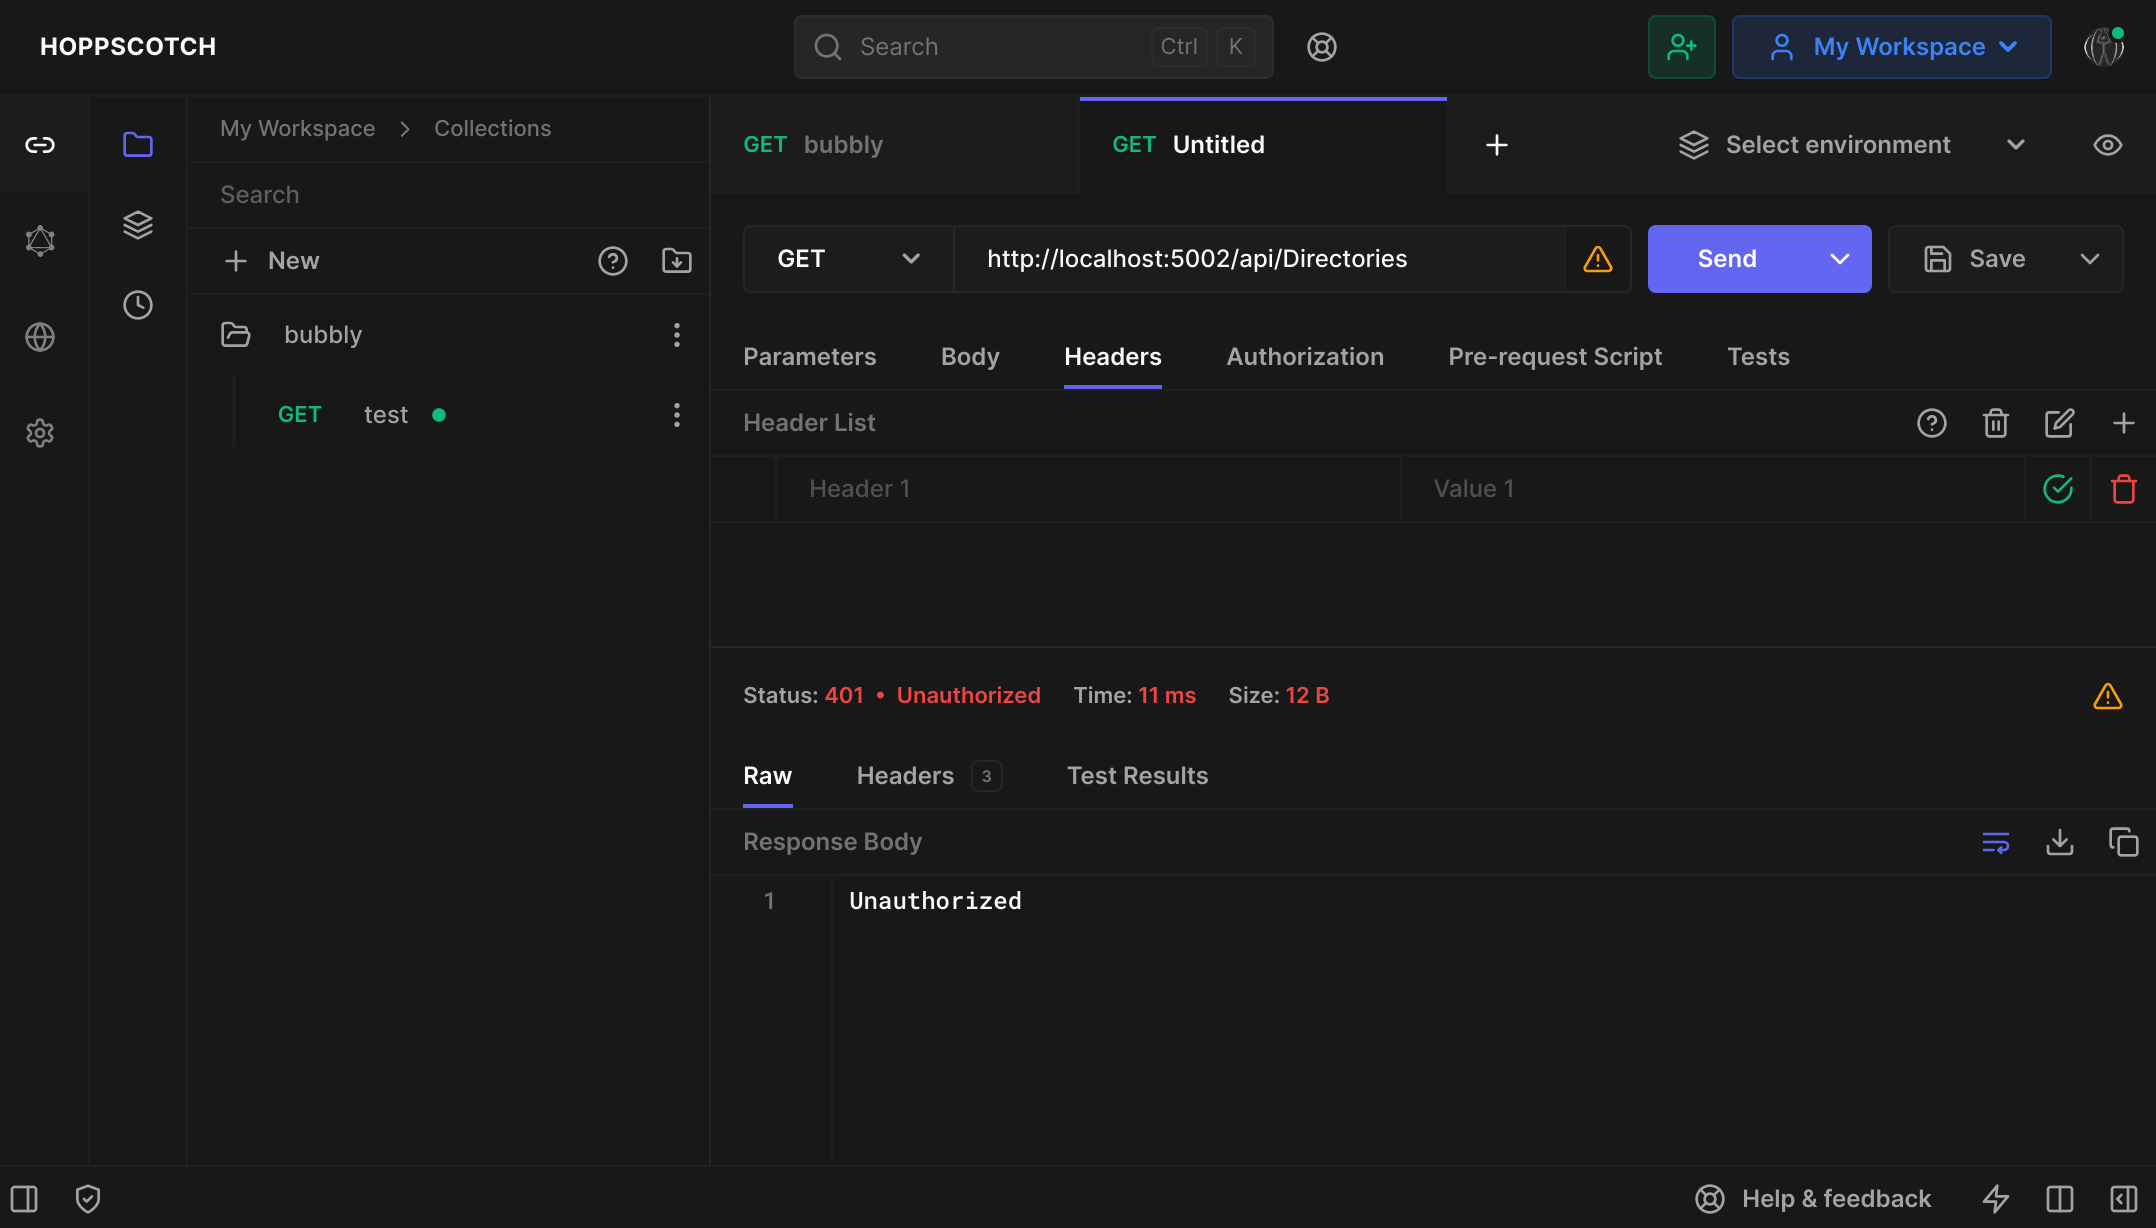 HOPPSCOTCH
Search Ctrl K
My Workspace
My Workspace > Collections
Search
+ New
bubbly
GET test
GET bubbly
GET Untitled
Select environment
GET http://localhost:5002/api/Directories Send Save
Parameters Body Headers Authorization Pre-request Script Tests
Header List
Header 1 Value 1
Status: 401 • Unauthorized Time: 11 ms Size: 12 B
Raw Headers 3 Test Results
Response Body
1 Unauthorized
Help & feedback